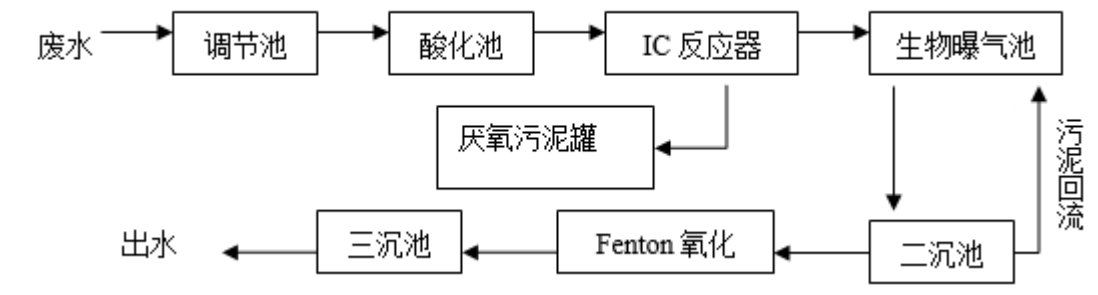 废水
调节池
酸化池
IC 反应器
生物曝气池
厌氧污泥罐
污泥回流
出水
三沉池
Fenton 氧化
二沉池